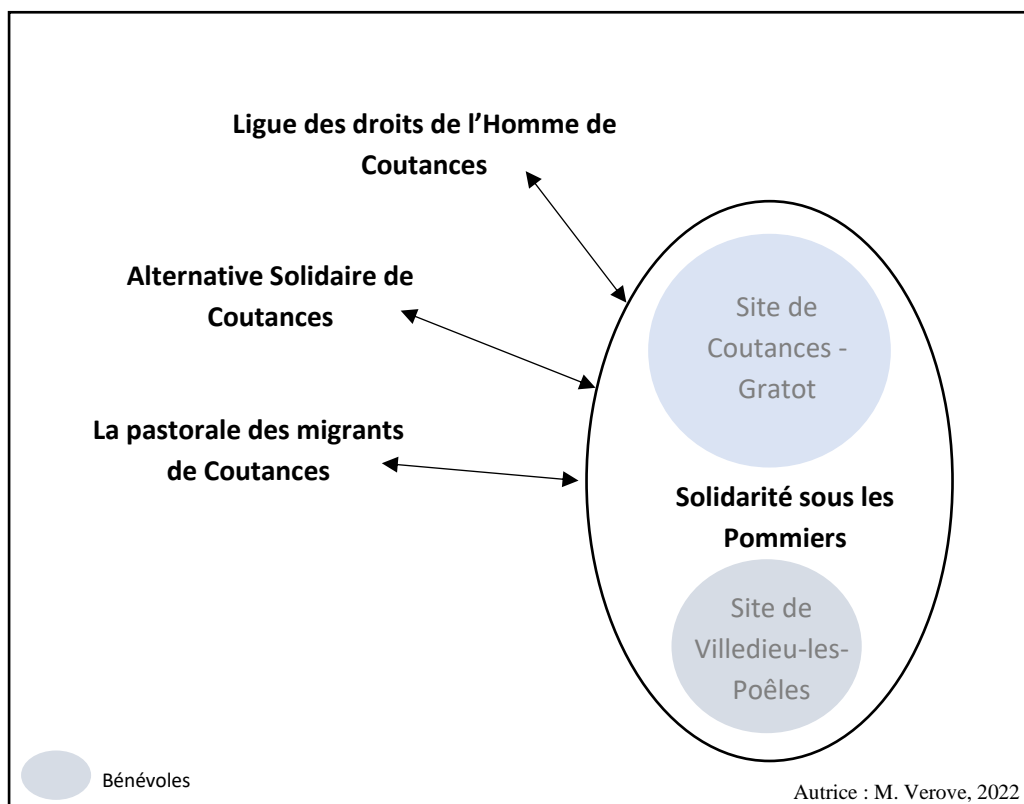 Ligue des droits de l’Homme de
Coutances
Alternative Solidaire de
Coutances
La pastorale des migrants
de Coutances
Site de
Coutances -
Gratot
Solidarité sous les
Pommiers
Site de
Villedieu-les-
Poêles
Bénévoles
Autrice : M. Verove, 2022